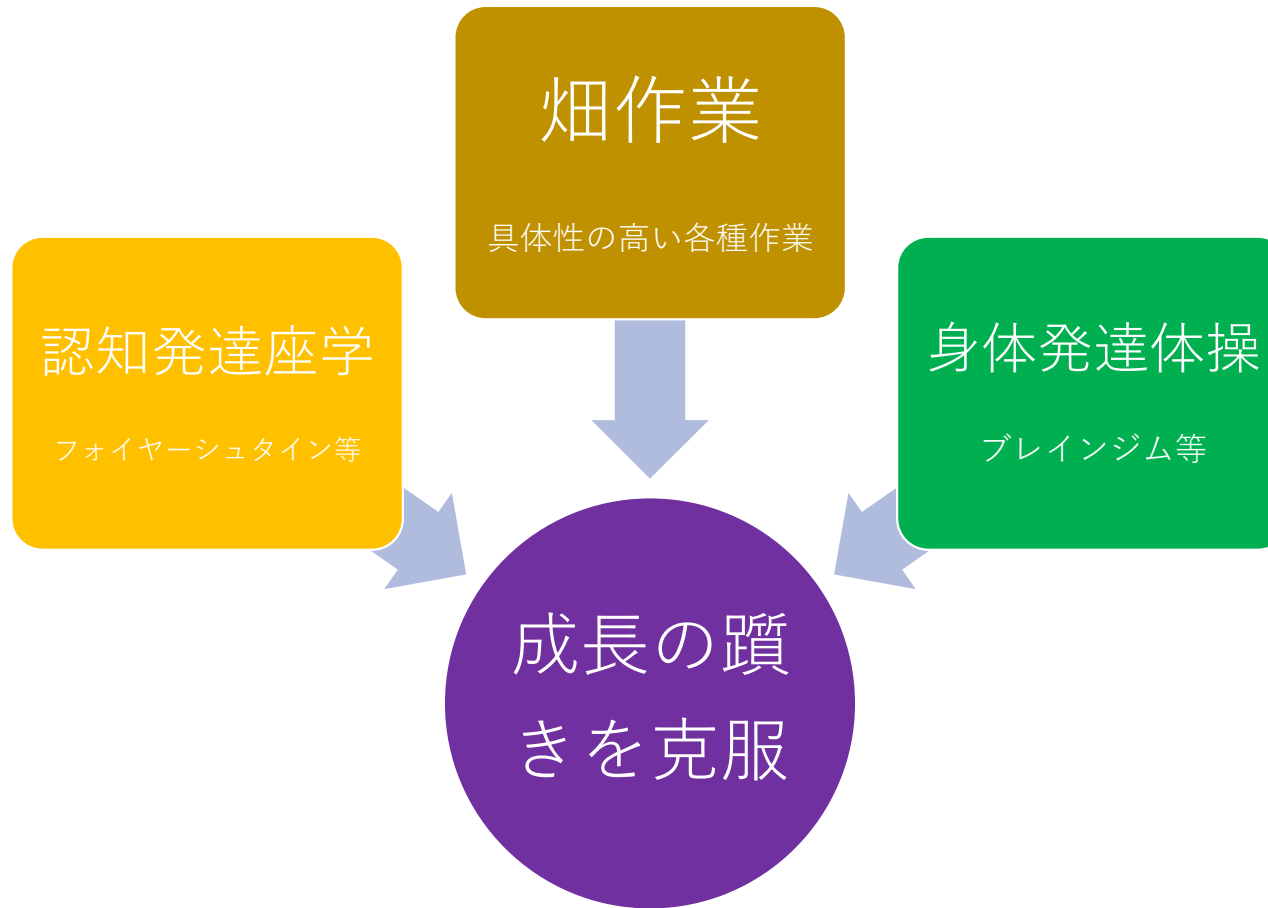 畑作業
具体性の高い各種作業
認知発達座学
フォイヤーシュタイン等
身体発達体操
ブレインジム等
成長の躓
きを克服